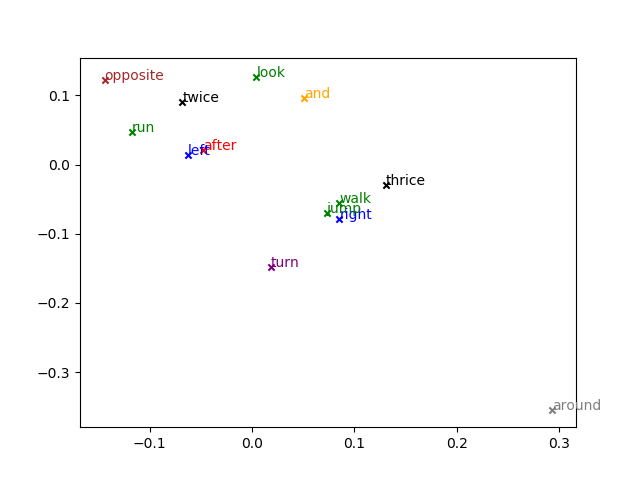 opposite
look
twice
and
run
left
after
thrice
walk
jump
right
turn
around
0.1
0.0
−0.1
−0.2
−0.3
−0.1
0.0
0.1
0.2
0.3